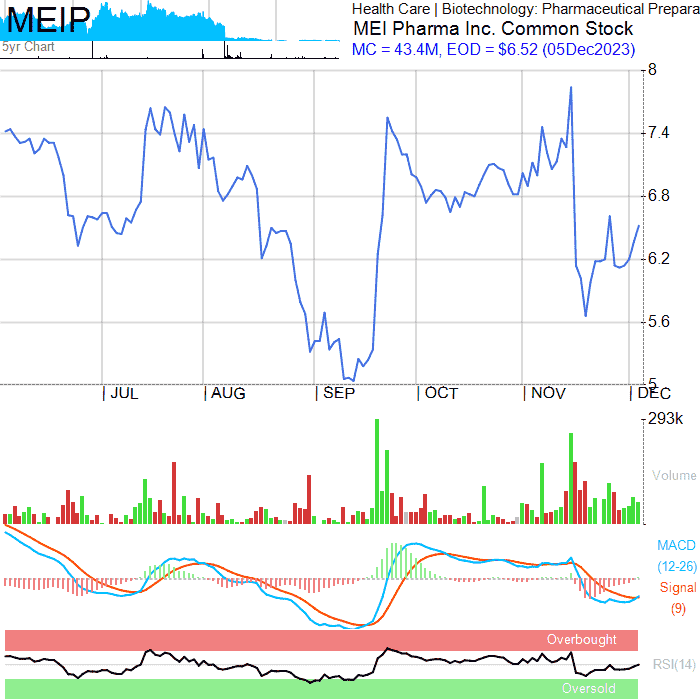 MEIP
5yr Chart
Health Care | Biotechnology: Pharmaceutical Prepara
MEI Pharma Inc. Common Stock
MC = 43.4M, EOD = $6.52 (05Dec2023)
8
7.4
6.8
6.2
5.6
5
| JUL | AUG | SEP | OCT | NOV | DEC
293k
Volume
MACD
(12-26)
Signal
(9)
Overbought
RSI(14)
Oversold